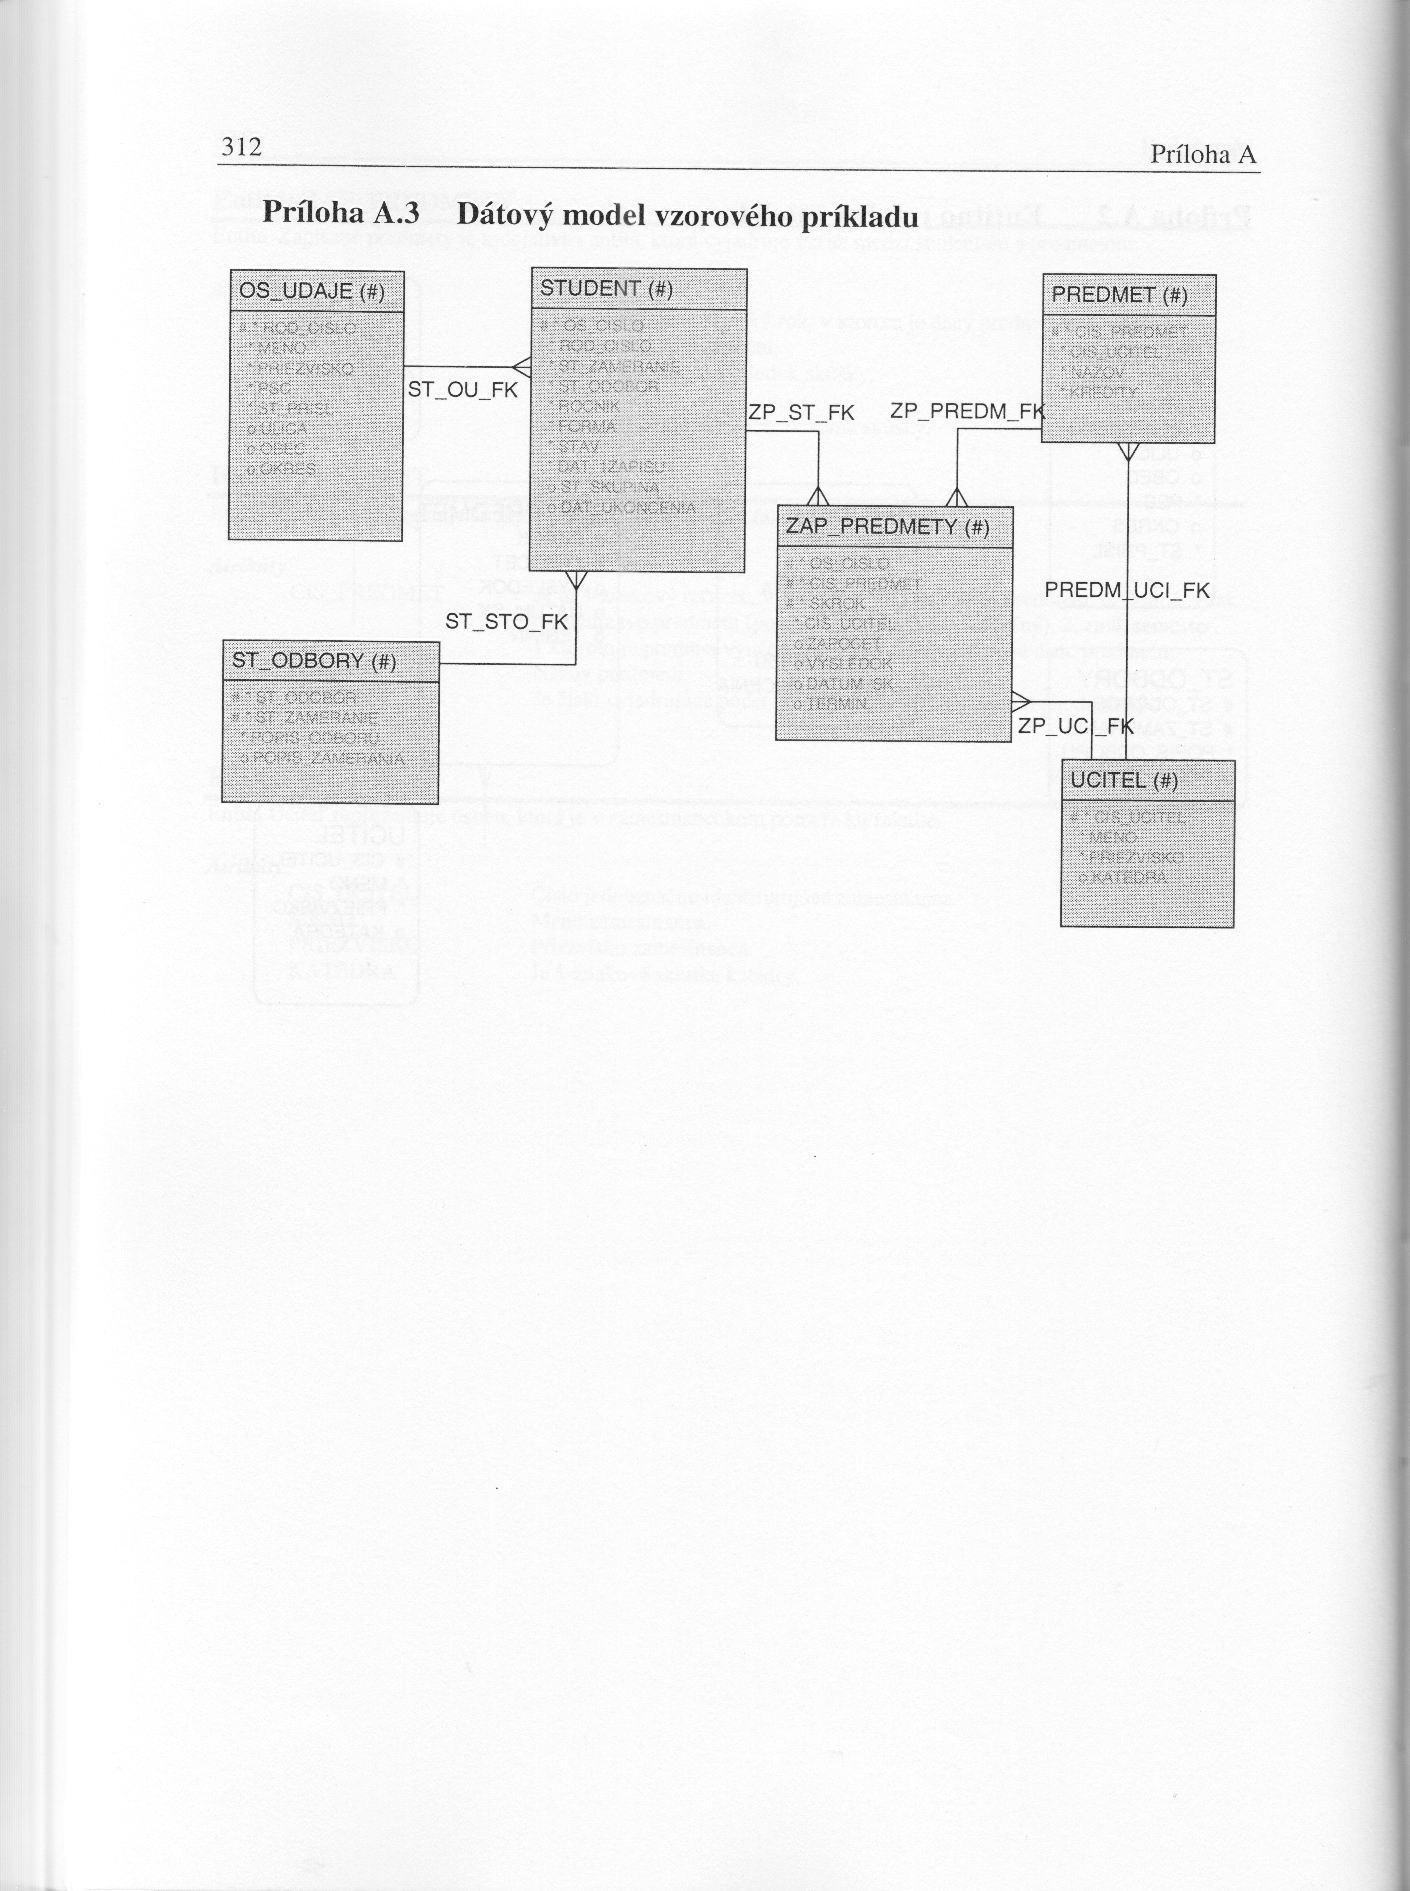 312
Príloha A
Príloha A.3 Dátový model vzorového príkladu
OS_UDAJE (#)
# * ROD_CISLO
* MENO
* PRIEZVISKO
* PSC
* ST_PRISL
o ULICA
o OBEC
o OKRES
ST_OU_FK
STUDENT (#)
# * OS_CISLO
* ROD_CISLO
* ST_ZAMERANIE
* ST_ODBOR
* ROCNIK
* FORMA
* STAV
* DAT_1ZAPISU
o ST_SKUPINA
o DAT_UKONCENIA
ZP_ST_FK
ZP_PREDM_FK
PREDMET (#)
# * CIS_PREDMET
* CIS_UCITEL
* NAZOV
* KREDITY
ZAP_PREDMETY (#)
# * OS_CISLO
# * CIS_PREDMET
# * SKROK
* CIS_UCITEL
o ZAPOCET
o VYSLEDOK
o DATUM_SK
o TERMIN
PREDM_UCI_FK
ST_STO_FK
ST_ODBORY (#)
# * ST_ODBOR
# * ST_ZAMERANIE
* POPIS_ODBORU
o POPIS_ZAMERANIA
ZP_UCI_FK
UCITEL (#)
# * CIS_UCITEL
MENO
* PRIEZVISKO
o KATEDRA